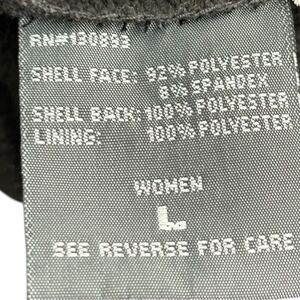 RN#130893
SHELL FACE: 92% POLYESTER
8% SPANDEX
SHELL BACK: 100% POLYESTER
LINING: 100% POLYESTER
WOMEN
L
SEE REVERSE FOR CARE